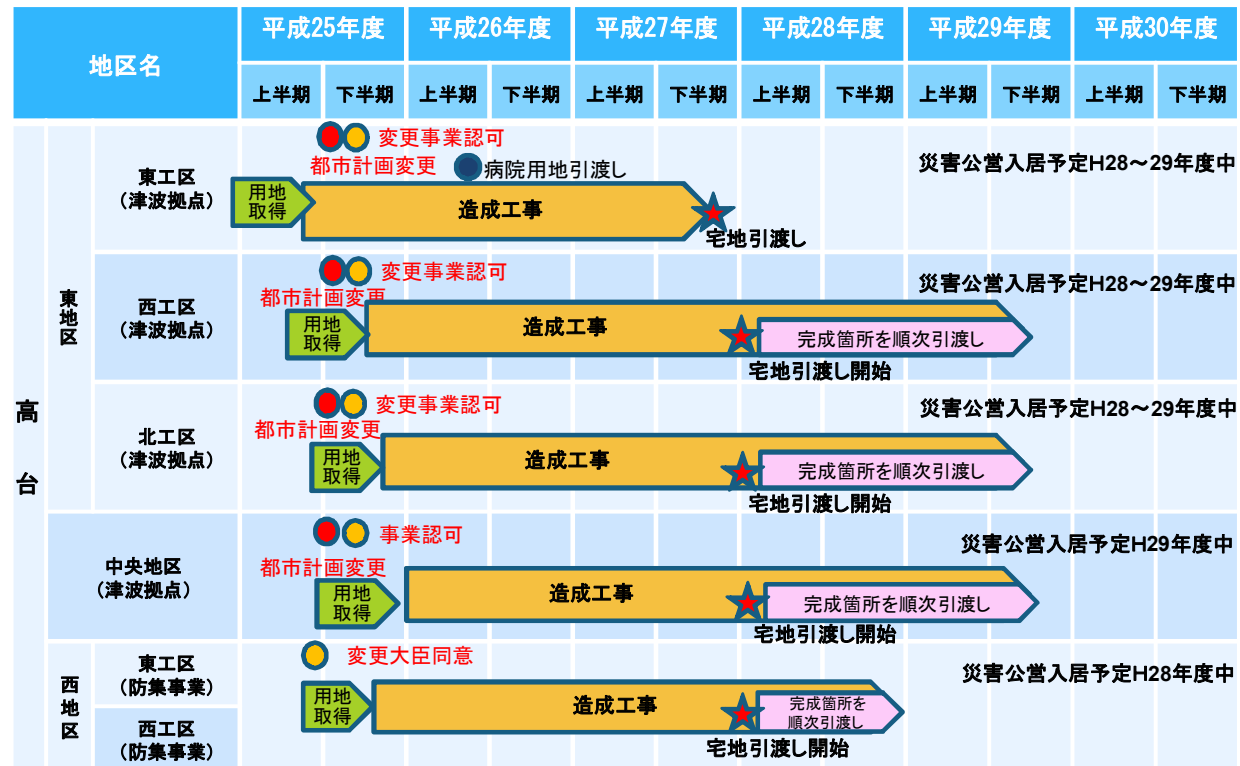 地区名
平成25年度
平成26年度
平成27年度
平成28年度
平成29年度
平成30年度
上半期
下半期
上半期
下半期
上半期
下半期
上半期
下半期
上半期
下半期
上半期
下半期
高台
東地区
東工区
(津波拠点)
変更事業認可
都市計画変更
病院用地引渡し
災害公営入居予定H28～29年度中
用地
取得
造成工事
宅地引渡し
西工区
(津波拠点)
変更事業認可
都市計画変更
災害公営入居予定H28～29年度中
用地
取得
造成工事
完成箇所を順次引渡し
宅地引渡し開始
北工区
(津波拠点)
変更事業認可
都市計画変更
災害公営入居予定H28～29年度中
用地
取得
造成工事
完成箇所を順次引渡し
宅地引渡し開始
中央地区
(津波拠点)
事業認可
都市計画変更
災害公営入居予定H29年度中
用地
取得
造成工事
完成箇所を順次引渡し
宅地引渡し開始
西地区
東工区
(防集事業)
西工区
(防集事業)
変更大臣同意
災害公営入居予定H28年度中
用地
取得
造成工事
完成箇所を
順次引渡し
宅地引渡し開始